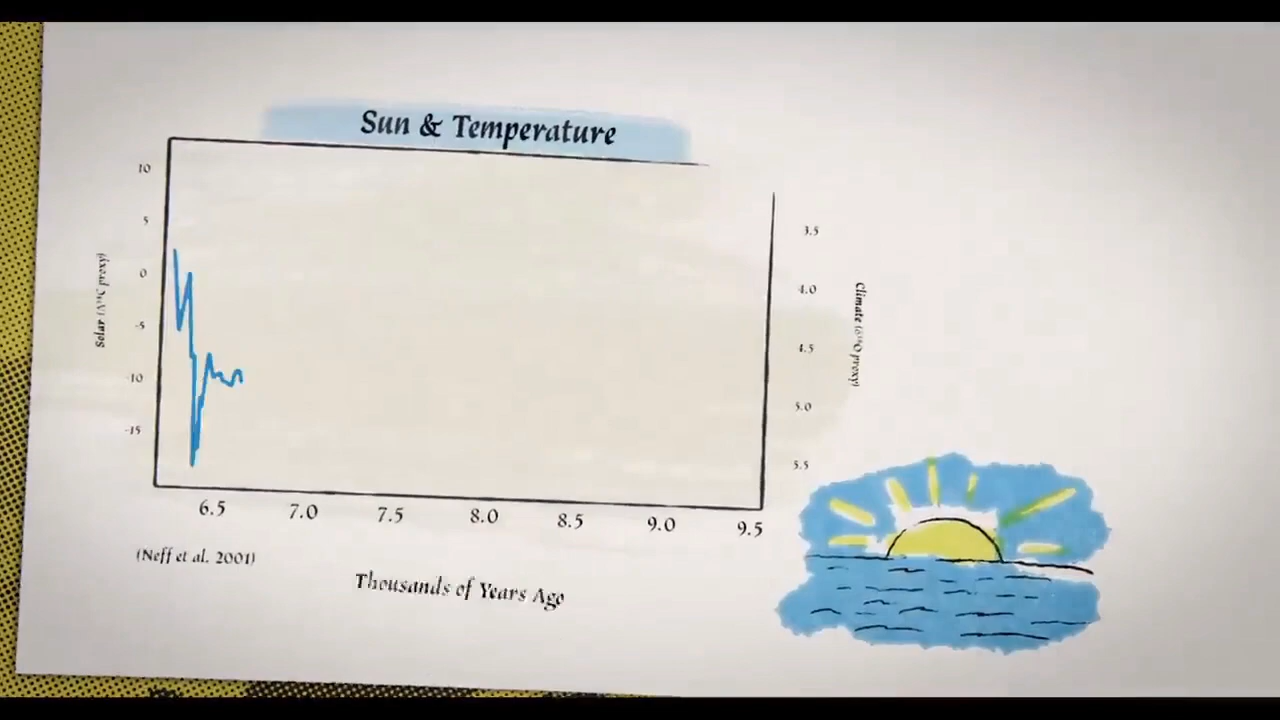 Sun & Temperature
10
5
0
-5
-10
-15
Solar (Δ¹⁴C proxy)
3.5
4.0
4.5
5.0
5.5
Climate (δ¹⁸O proxy)
6.5 7.0 7.5 8.0 8.5 9.0 9.5
(Neff et al. 2001)
Thousands of Years Ago